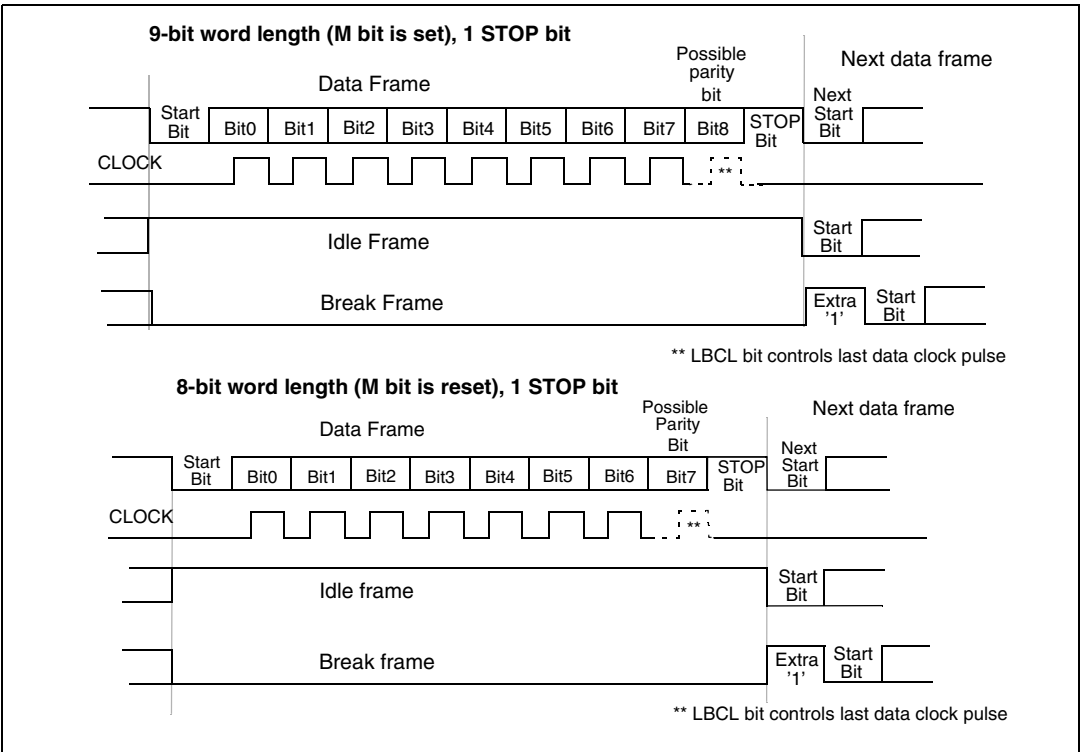 9-bit word length (M bit is set), 1 STOP bit
Possible
parity
bit
Next data frame
Data Frame
Start
Bit
Bit0 Bit1 Bit2 Bit3 Bit4 Bit5 Bit6 Bit7 Bit8
STOP
Bit
Next
Start
Bit
CLOCK
**
Idle Frame
Start
Bit
Break Frame
Extra
'1'
Start
Bit
** LBCL bit controls last data clock pulse
8-bit word length (M bit is reset), 1 STOP bit
Possible
Parity
Bit
Next data frame
Data Frame
Start
Bit
Bit0 Bit1 Bit2 Bit3 Bit4 Bit5 Bit6 Bit7
STOP
Bit
Next
Start
Bit
CLOCK
**
Idle frame
Start
Bit
Break frame
Extra
'1'
Start
Bit
** LBCL bit controls last data clock pulse